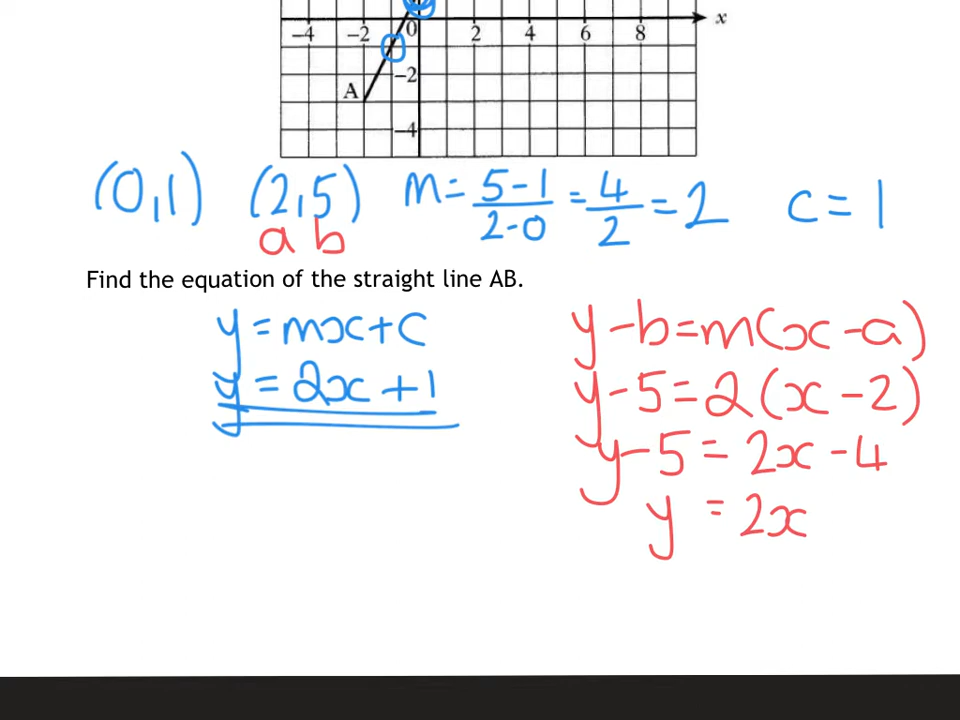 0 x
-4 -2 2 4 6 8
-2
A
-4
(0,1) (2,5) m = 5-1/2-0 = 4/2 = 2 c = 1
a b
Find the equation of the straight line AB.
y = mx + c
y = 2x + 1
y - b = m(x - a)
y - 5 = 2(x - 2)
y - 5 = 2x - 4
y = 2x